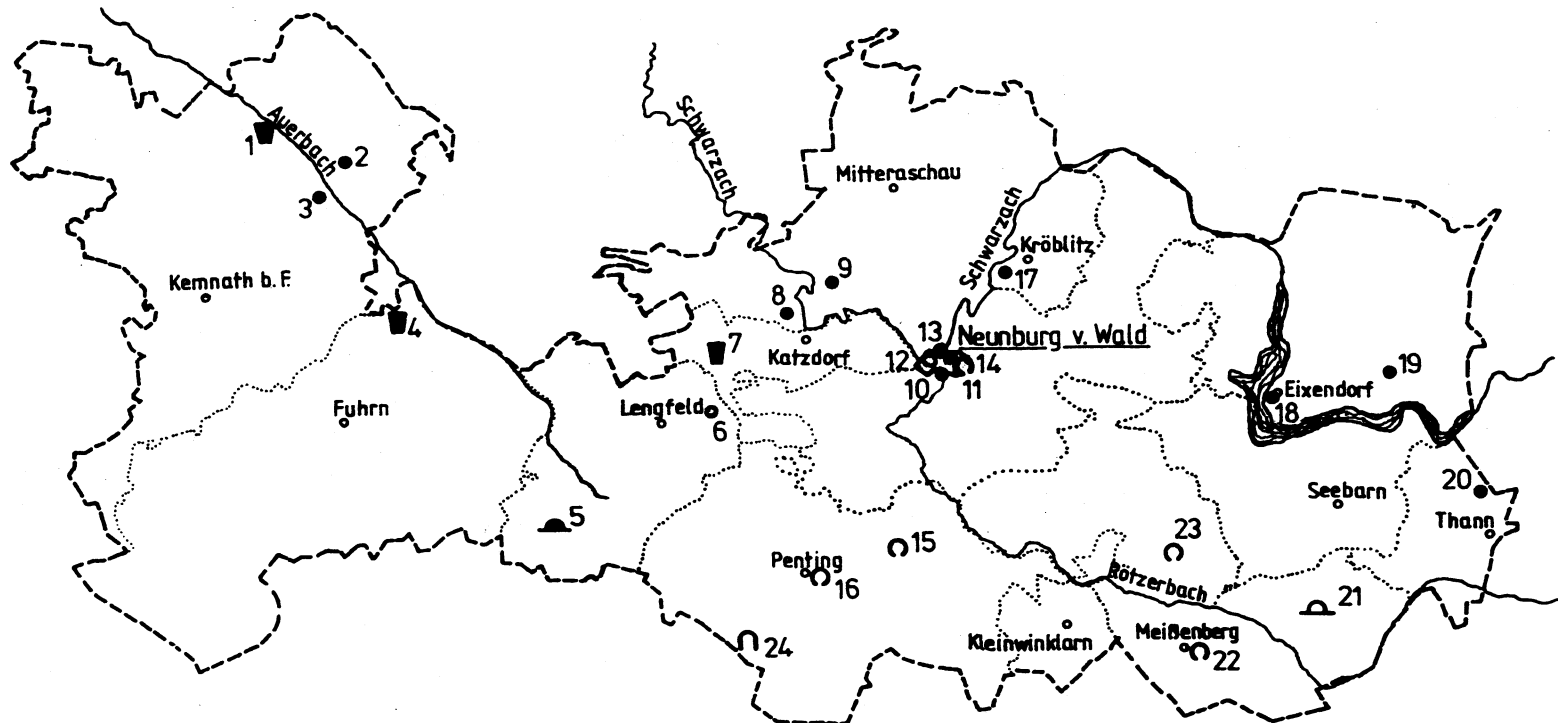 Auerbach
1
2
3
Schwarzach
Mitteraschau
Schwarzach
Kröblitz
17
Kemnath b. F.
4
9
8
7
Katzdorf
13
Neunburg v. Wald
12
14
10
11
19
Eixendorf
18
Fuhrn
Lengfeld
6
5
Seebarn
20
Thann
15
23
Penting
16
Rötzerbach
21
24
Kleinwinklarn
Meißenberg
22